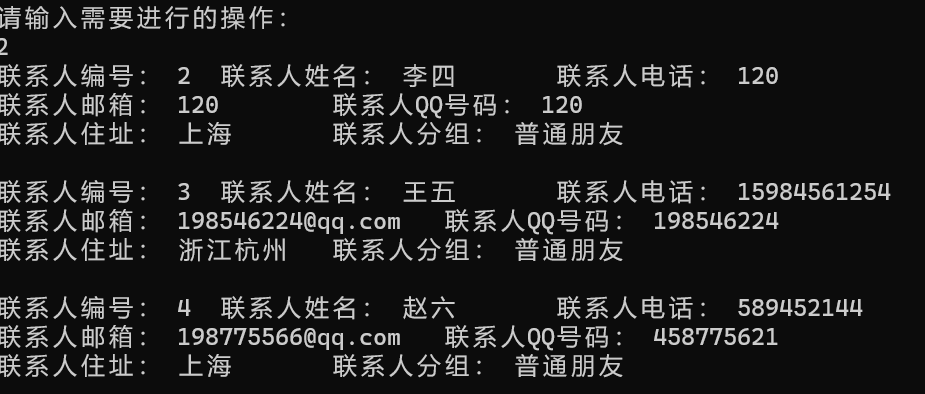 请输入需要进行的操作：
2
联系人编号： 2 联系人姓名： 李四 联系人电话： 120
联系人邮箱： 120 联系人QQ号码： 120
联系人住址： 上海 联系人分组： 普通朋友
联系人编号： 3 联系人姓名： 王五 联系人电话： 15984561254
联系人邮箱： 198546224@qq.com 联系人QQ号码： 198546224
联系人住址： 浙江杭州 联系人分组： 普通朋友
联系人编号： 4 联系人姓名： 赵六 联系人电话： 589452144
联系人邮箱： 198775566@qq.com 联系人QQ号码： 458775621
联系人住址： 上海 联系人分组： 普通朋友